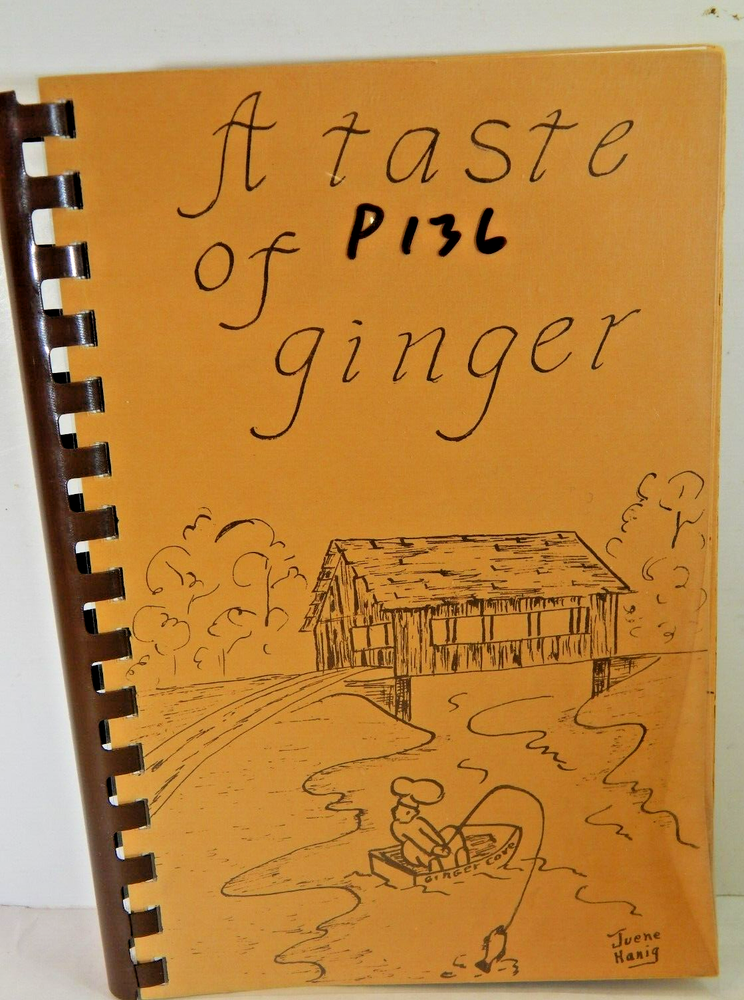 A taste
of P136
ginger
GINGER COVE
Juene
Hanig